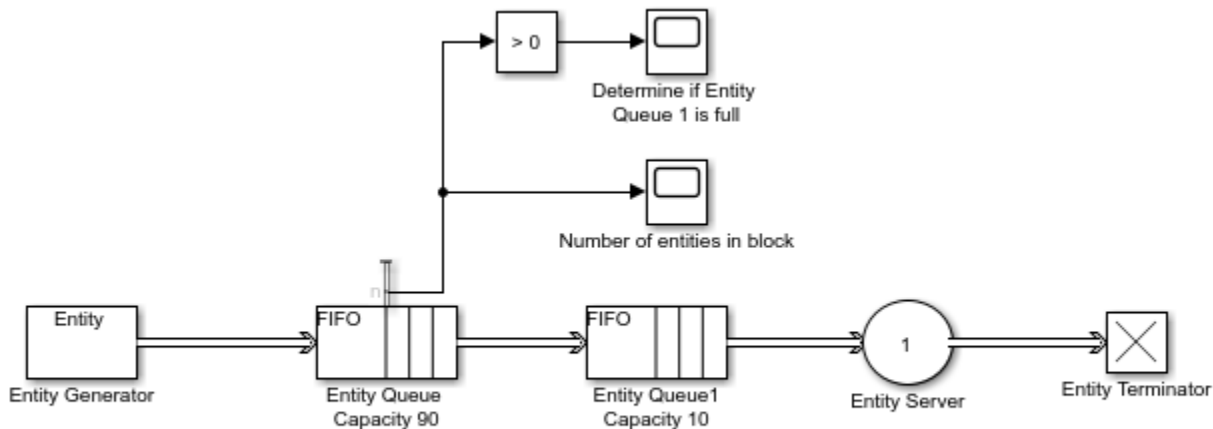 > 0
Determine if Entity
Queue 1 is full
Number of entities in block
n
Entity
FIFO
FIFO
1
Entity Generator
Entity Queue
Capacity 90
Entity Queue1
Capacity 10
Entity Server
Entity Terminator